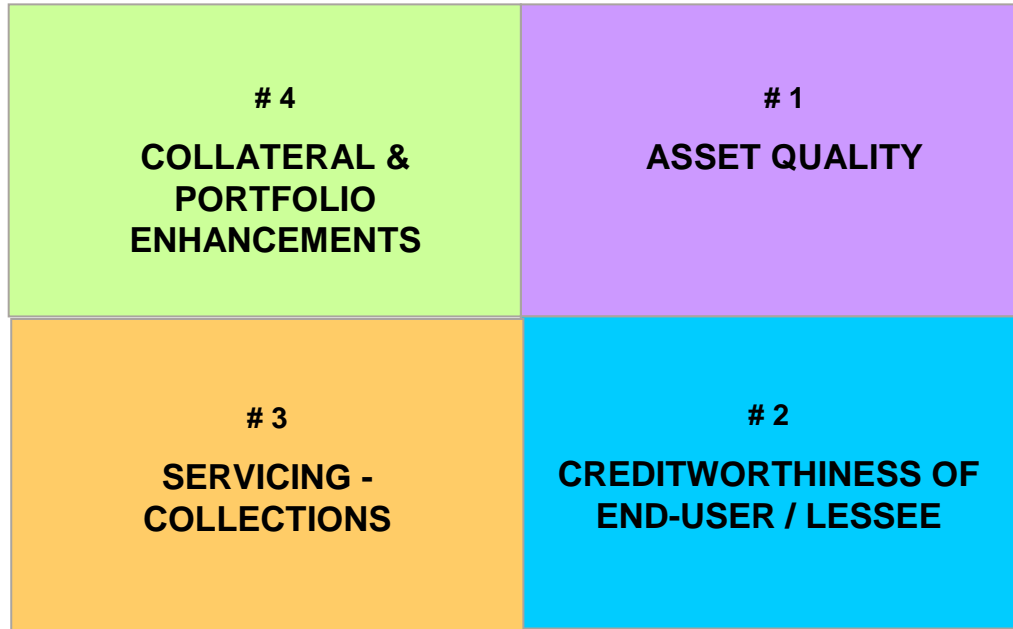 # 4
COLLATERAL &
PORTFOLIO
ENHANCEMENTS
# 1
ASSET QUALITY
# 3
SERVICING -
COLLECTIONS
# 2
CREDITWORTHINESS OF
END-USER / LESSEE